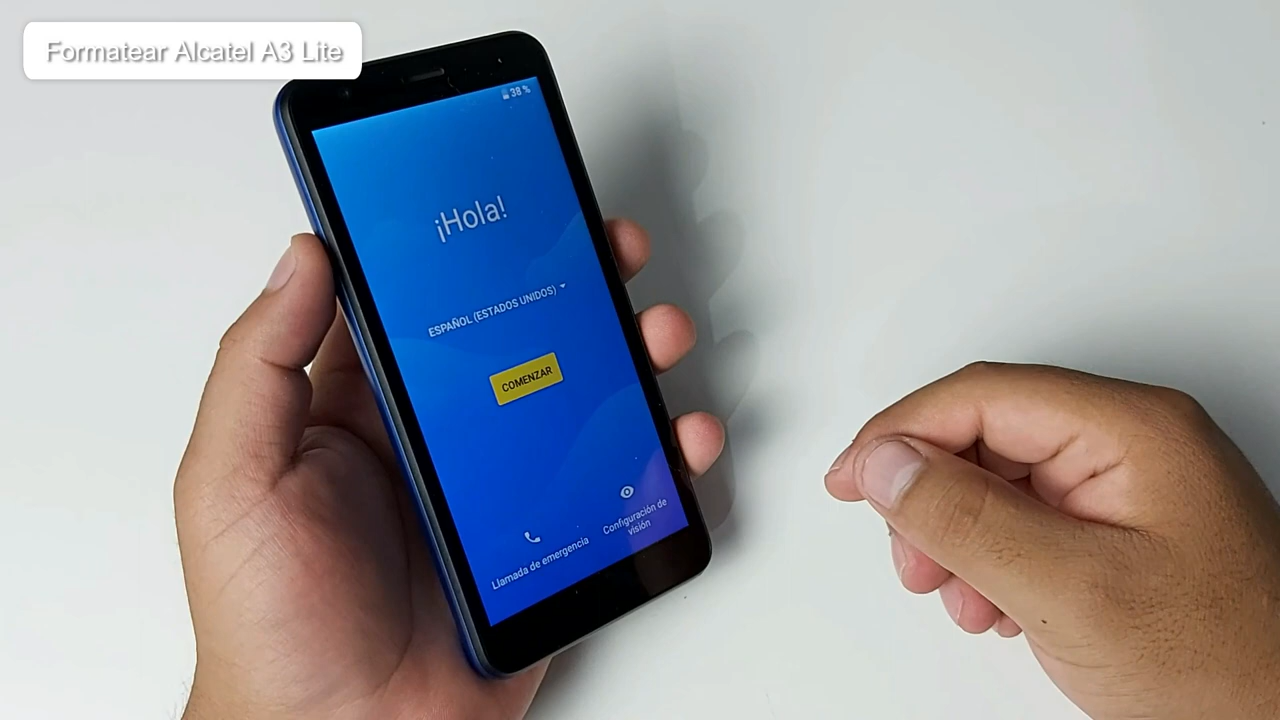 Formatear Alcatel A3 Lite
38 %
¡Hola!
ESPAÑOL (ESTADOS UNIDOS)
COMENZAR
Llamada de emergencia
Configuración de
visión